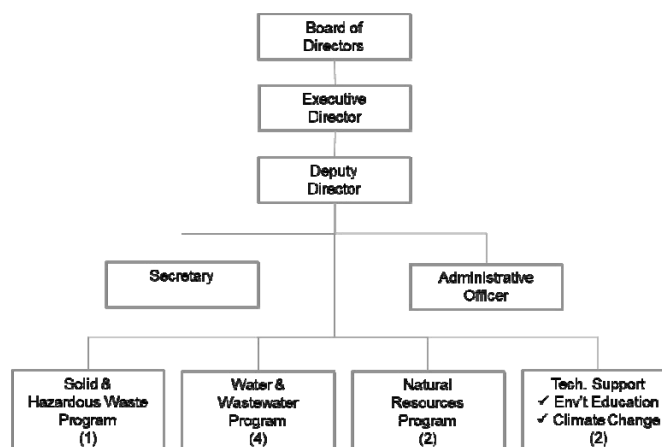 Board of
Directors
Executive
Director
Deputy
Director
Secretary
Administrative
Officer
Solid &
Hazardous Waste
Program
(1)
Water &
Wastewater
Program
(4)
Natural
Resources
Program
(2)
Tech. Support
✓ Env't Education
✓ Climate Change
(2)